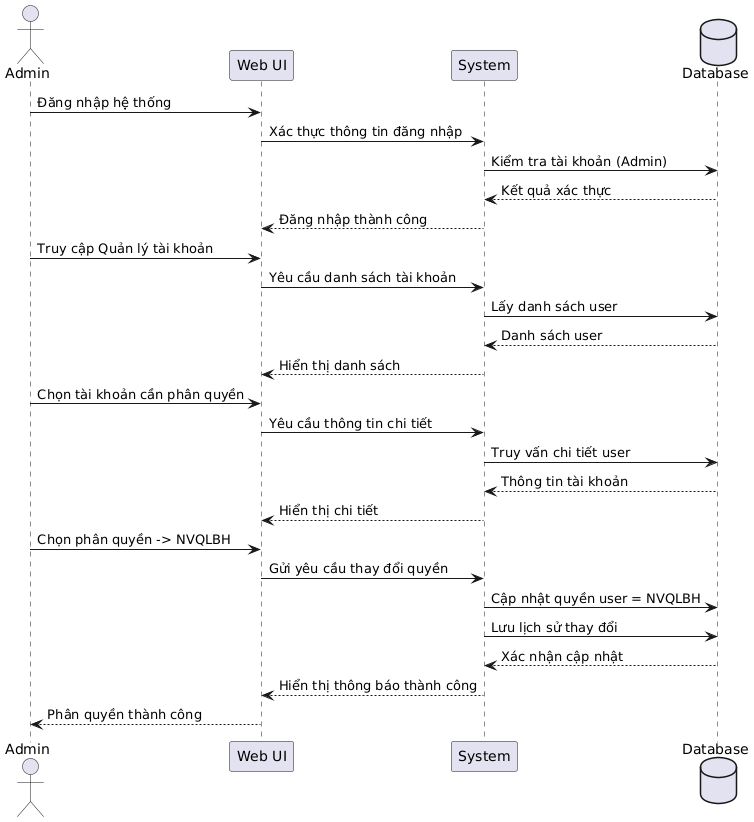 Admin
Web UI
System
Database
Đăng nhập hệ thống
Xác thực thông tin đăng nhập
Kiểm tra tài khoản (Admin)
Kết quả xác thực
Đăng nhập thành công
Truy cập Quản lý tài khoản
Yêu cầu danh sách tài khoản
Lấy danh sách user
Danh sách user
Hiển thị danh sách
Chọn tài khoản cần phân quyền
Yêu cầu thông tin chi tiết
Truy vấn chi tiết user
Thông tin tài khoản
Hiển thị chi tiết
Chọn phân quyền -> NVQLBH
Gửi yêu cầu thay đổi quyền
Cập nhật quyền user = NVQLBH
Lưu lịch sử thay đổi
Xác nhận cập nhật
Hiển thị thông báo thành công
Phân quyền thành công
Admin
Web UI
System
Database